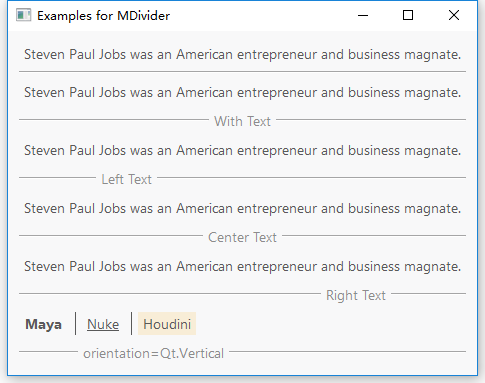 Examples for MDivider
Steven Paul Jobs was an American entrepreneur and business magnate.
Steven Paul Jobs was an American entrepreneur and business magnate.
With Text
Steven Paul Jobs was an American entrepreneur and business magnate.
Left Text
Steven Paul Jobs was an American entrepreneur and business magnate.
Center Text
Steven Paul Jobs was an American entrepreneur and business magnate.
Right Text
Maya Nuke Houdini
orientation=Qt.Vertical